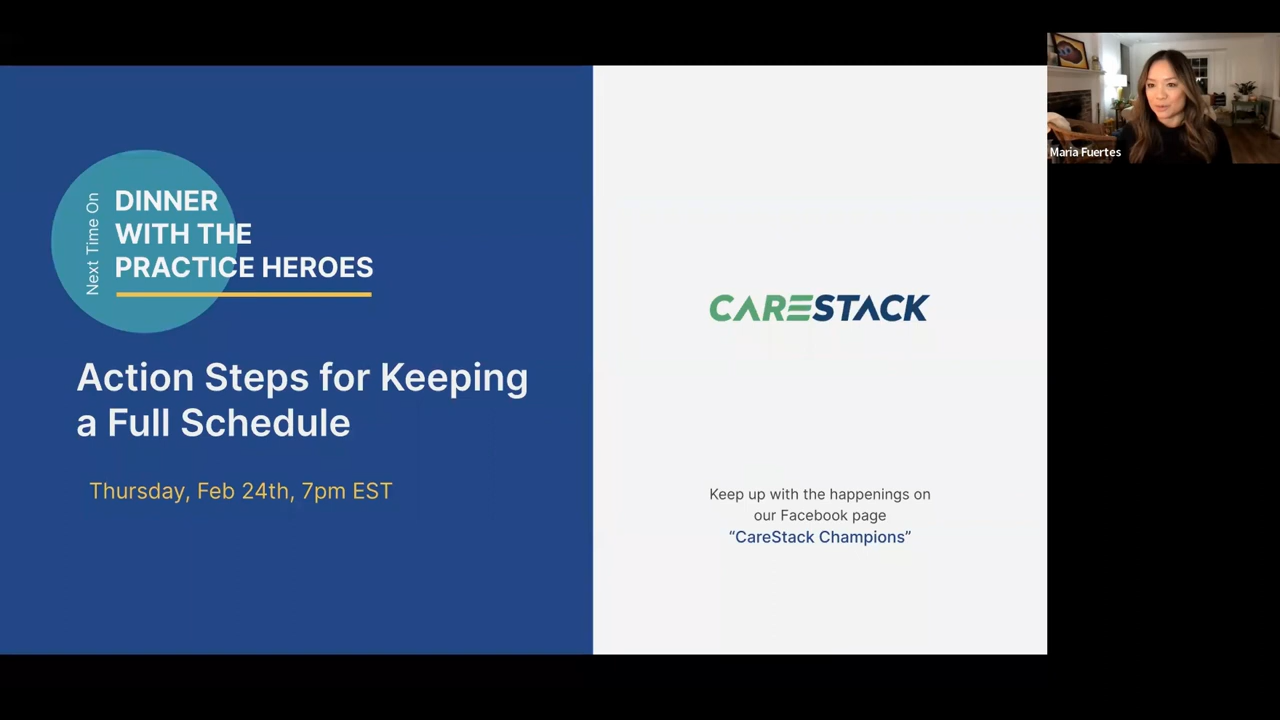 Next Time On
DINNER
WITH THE
PRACTICE HEROES
Action Steps for Keeping
a Full Schedule
Thursday, Feb 24th, 7pm EST
CARESTACK
Keep up with the happenings on
our Facebook page
“CareStack Champions”
Maria Fuertes